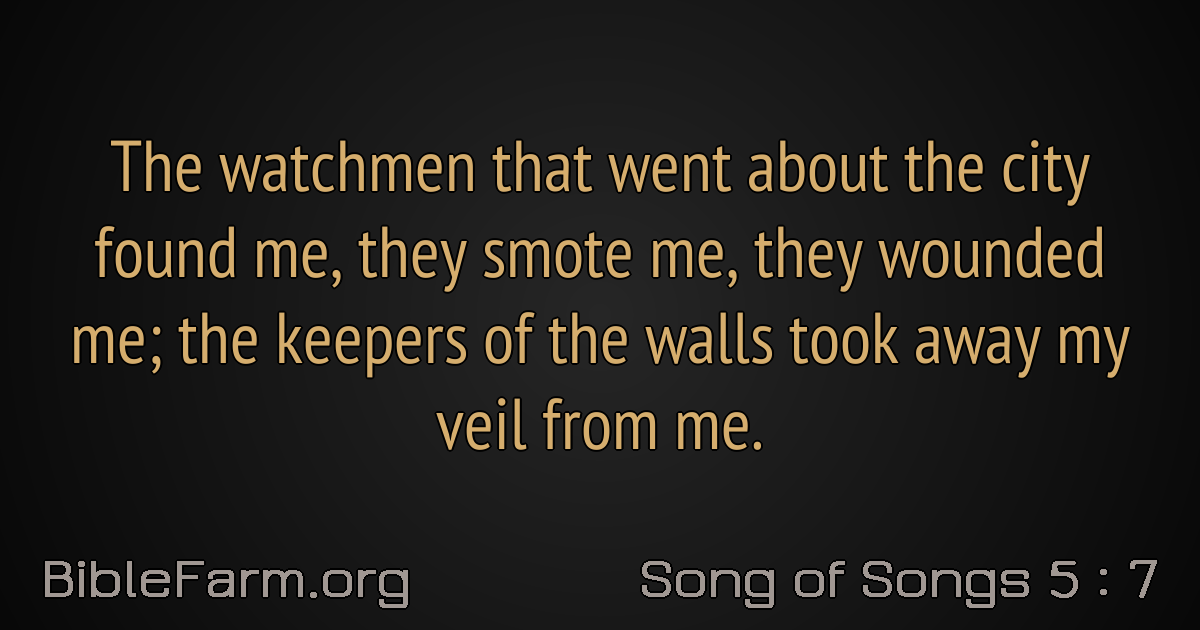 The watchmen that went about the city
found me, they smote me, they wounded
me; the keepers of the walls took away my
veil from me.
BibleFarm.org
Song of Songs 5 : 7